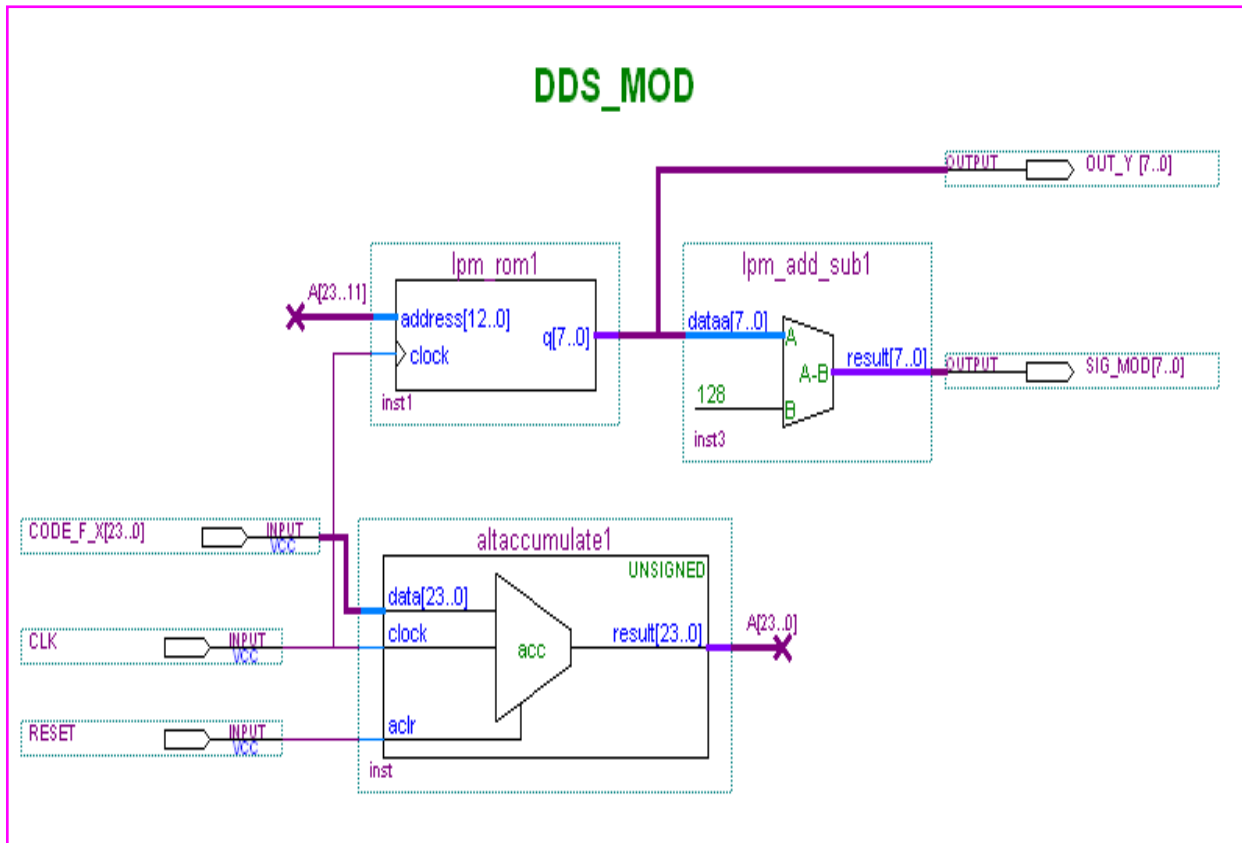 DDS_MOD
OUTPUT OUT_Y [7..0]
lpm_rom1
A[23..11]
address[12..0]
q[7..0]
clock
inst1
lpm_add_sub1
dataa[7..0]
A
A-B
result[7..0]
128
B
inst3
OUTPUT SIG_MOD[7..0]
CODE_F_X[23..0] INPUT
VCC
altaccumulate1
UNSIGNED
data[23..0]
CLK INPUT
VCC
clock
acc
result[23..0]
A[23..0]
RESET INPUT
VCC
aclr
inst